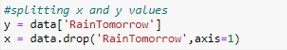 #splitting x and y values
y = data['RainTomorrow']
x = data.drop('RainTomorrow',axis=1)